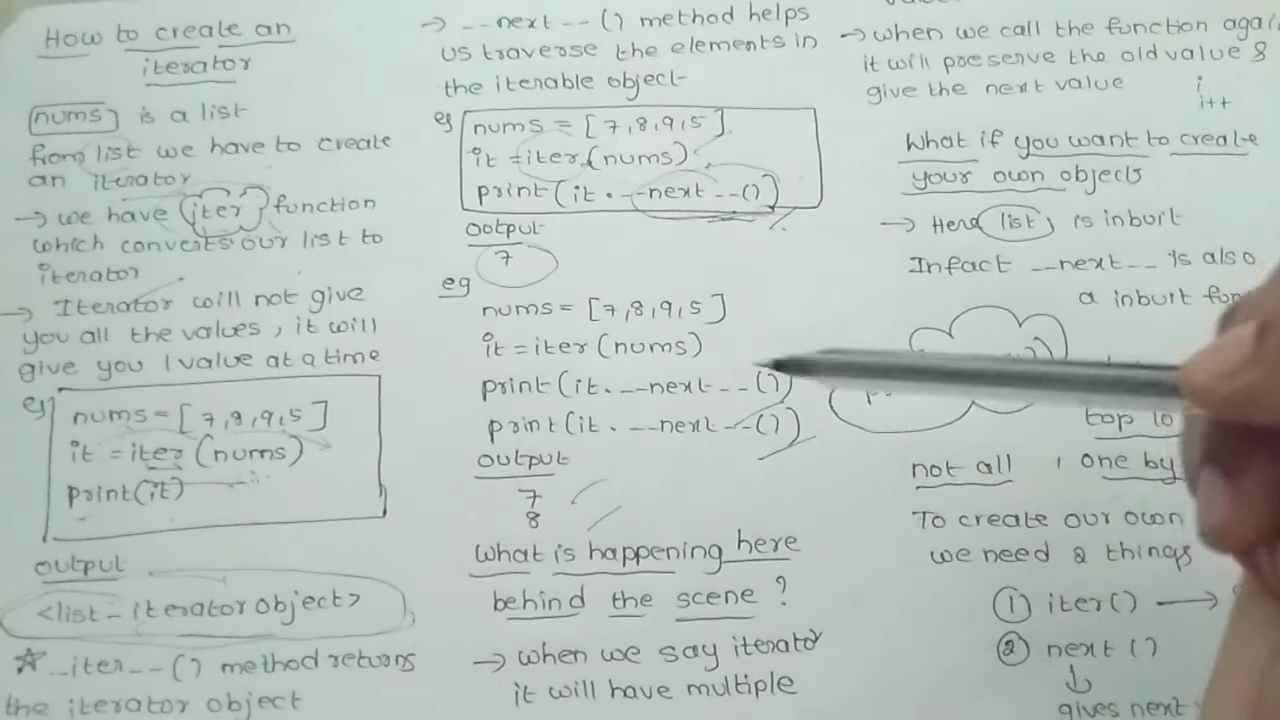 How to create an
iterator
nums is a list
from list we have to create
an iterator
→ we have iter function
which converts our list to
iterator
→ Iterator will not give
you all the values, it will
give you 1 value at a time
eg
nums = [7,8,9,5]
it = iter (nums)
print(it)
output
<list-iterator object>
☆ __iter__() method returns
the iterator object
→ __next__() method helps
us traverse the elements in
the iterable object
eg
nums = [7,8,9,5]
it = iter(nums)
print(it.__next__())
output
7
eg
nums = [7,8,9,5]
it = iter(nums)
print(it.__next__())
print(it.__next__())
output
7
8
What is happening here
behind the scene?
→ when we say iterator
it will have multiple
→ when we call the function
it will preserve the old value &
give the next value
i
i++
What if you want to create
your own objects
→ Here list is inbuilt
Infact __next__ is also
a inbuilt
top 10
not all, one by
To create our own
we need 2 things
① iter() →
② next()
↓
gives next